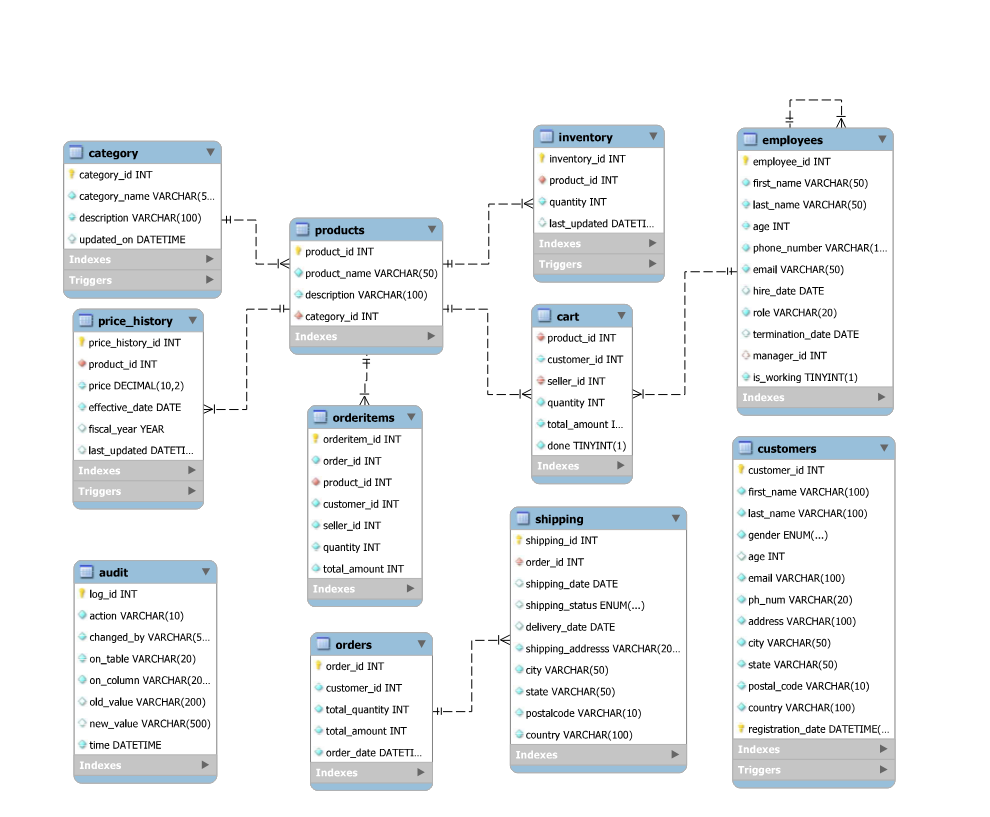 category
category_id INT
category_name VARCHAR(5...
description VARCHAR(100)
updated_on DATETIME
Indexes
Triggers
price_history
price_history_id INT
product_id INT
price DECIMAL(10,2)
effective_date DATE
fiscal_year YEAR
last_updated DATETI...
Indexes
Triggers
audit
log_id INT
action VARCHAR(10)
changed_by VARCHAR(5...
on_table VARCHAR(20)
on_column VARCHAR(20...
old_value VARCHAR(200)
new_value VARCHAR(500)
time DATETIME
Indexes
products
product_id INT
product_name VARCHAR(50)
description VARCHAR(100)
category_id INT
Indexes
orderitems
orderitem_id INT
order_id INT
product_id INT
customer_id INT
seller_id INT
quantity INT
total_amount INT
Indexes
orders
order_id INT
customer_id INT
total_quantity INT
total_amount INT
order_date DATETI...
Indexes
inventory
inventory_id INT
product_id INT
quantity INT
last_updated DATETI...
Indexes
Triggers
cart
product_id INT
customer_id INT
seller_id INT
quantity INT
total_amount I...
done TINYINT(1)
Indexes
shipping
shipping_id INT
order_id INT
shipping_date DATE
shipping_status ENUM(...)
delivery_date DATE
shipping_addresss VARCHAR(20...
city VARCHAR(50)
state VARCHAR(50)
postalcode VARCHAR(10)
country VARCHAR(100)
Indexes
employees
employee_id INT
first_name VARCHAR(50)
last_name VARCHAR(50)
age INT
phone_number VARCHAR(1...
email VARCHAR(50)
hire_date DATE
role VARCHAR(20)
termination_date DATE
manager_id INT
is_working TINYINT(1)
Indexes
customers
customer_id INT
first_name VARCHAR(100)
last_name VARCHAR(100)
gender ENUM(...)
age INT
email VARCHAR(100)
ph_num VARCHAR(20)
address VARCHAR(100)
city VARCHAR(50)
state VARCHAR(50)
postal_code VARCHAR(10)
country VARCHAR(100)
registration_date DATETIME(...
Indexes
Triggers